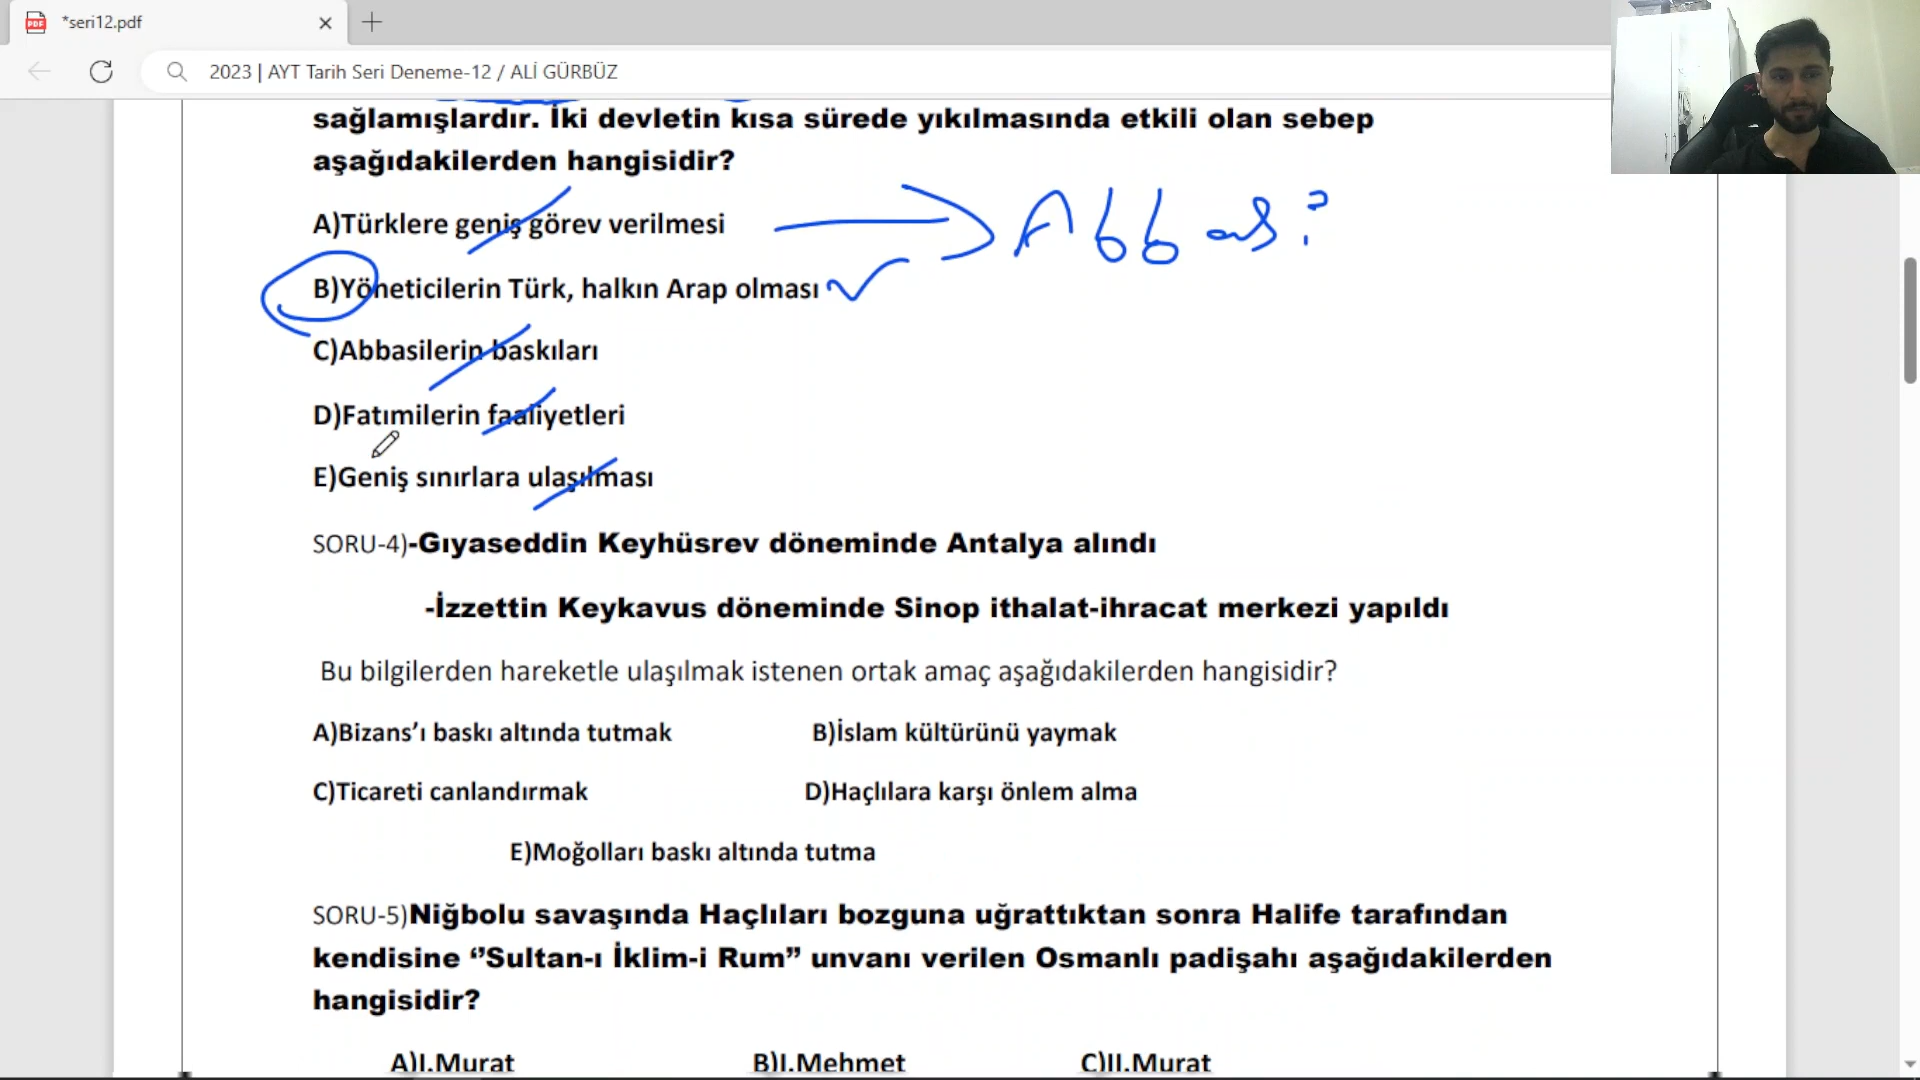 *seri12.pdf
2023 | AYT Tarih Seri Deneme-12 / ALİ GÜRBÜZ
sağlamışlardır. İki devletin kısa sürede yıkılmasında etkili olan sebep
aşağıdakilerden hangisidir?
A)Türklere geniş görev verilmesi
Abbas?
B)Yöneticilerin Türk, halkın Arap olması
C)Abbasilerin baskıları
D)Fatımilerin faaliyetleri
E)Geniş sınırlara ulaşılması
SORU-4)-Gıyaseddin Keyhüsrev döneminde Antalya alındı
-İzzettin Keykavus döneminde Sinop ithalat-ihracat merkezi yapıldı
Bu bilgilerden hareketle ulaşılmak istenen ortak amaç aşağıdakilerden hangisidir?
A)Bizans’ı baskı altında tutmak B)İslam kültürünü yaymak
C)Ticareti canlandırmak D)Haçlılara karşı önlem alma
E)Moğolları baskı altında tutma
SORU-5)Niğbolu savaşında Haçlıları bozguna uğrattıktan sonra Halife tarafından
kendisine ‘’Sultan-ı İklim-i Rum” unvanı verilen Osmanlı padişahı aşağıdakilerden
hangisidir?
A)I.Murat B)I.Mehmet C)II.Murat